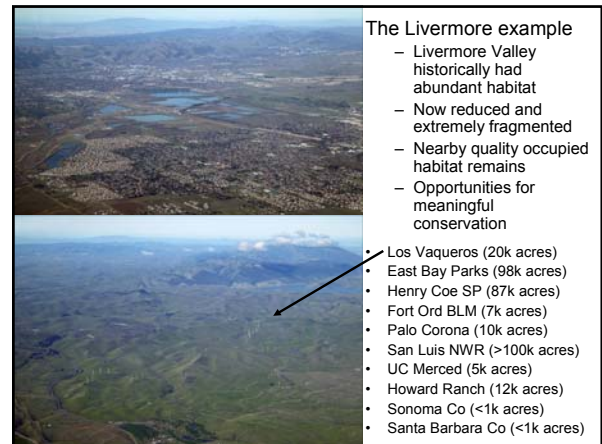 The Livermore example
– Livermore Valley
historically had
abundant habitat
– Now reduced and
extremely fragmented
– Nearby quality occupied
habitat remains
– Opportunities for
meaningful
conservation
• Los Vaqueros (20k acres)
• East Bay Parks (98k acres)
• Henry Coe SP (87k acres)
• Fort Ord BLM (7k acres)
• Palo Corona (10k acres)
• San Luis NWR (>100k acres)
• UC Merced (5k acres)
• Howard Ranch (12k acres)
• Sonoma Co (<1k acres)
• Santa Barbara Co (<1k acres)